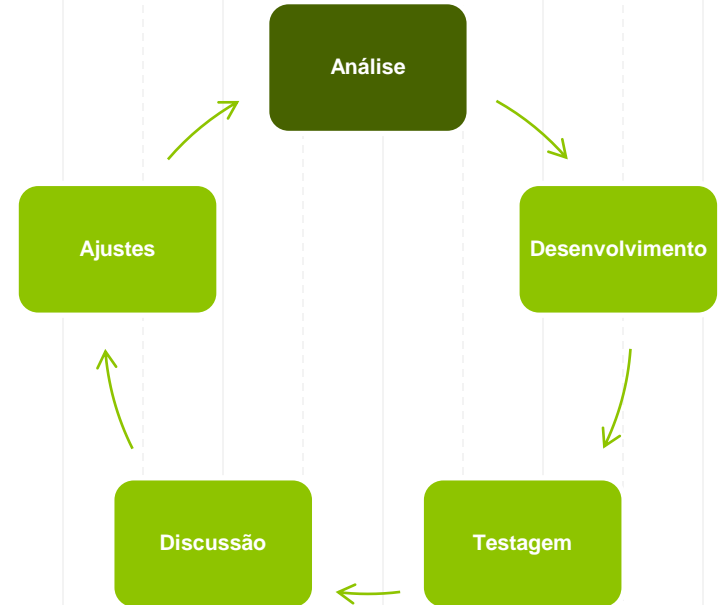 Análise
Desenvolvimento
Testagem
Discussão
Ajustes